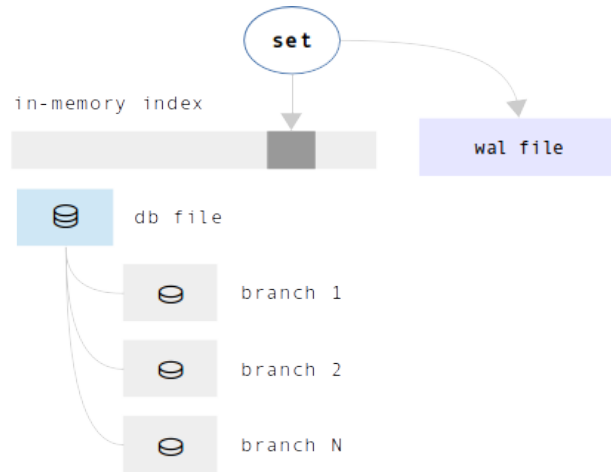 set
in-memory index
wal file
db file
branch 1
branch 2
branch N